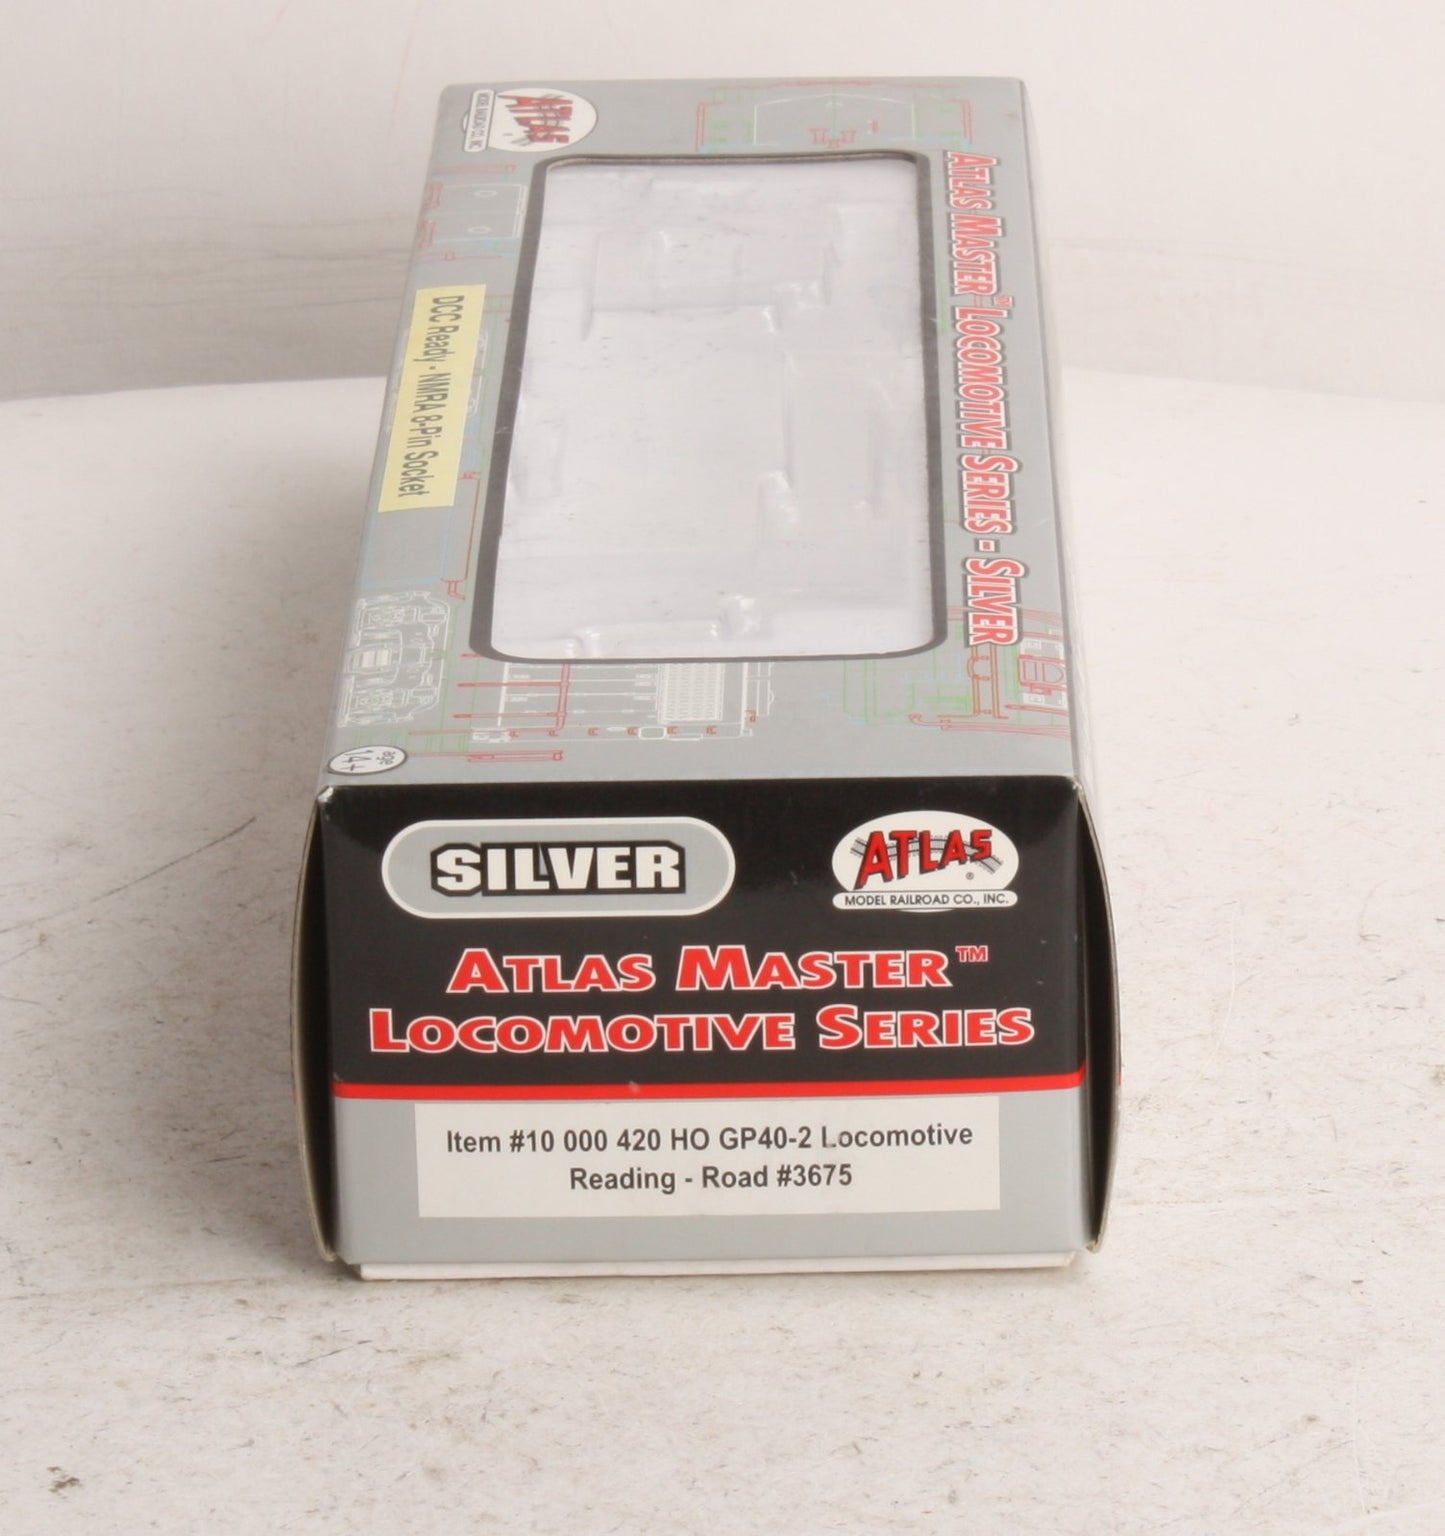 ATLAS
®
MODEL RAILROAD CO., INC.
ATLAS MASTER™ LOCOMOTIVE SERIES - SILVER
DCC Ready - NMRA 8-Pin Socket
age
14+
SILVER
ATLAS
®
MODEL RAILROAD CO., INC.
ATLAS MASTER™
LOCOMOTIVE SERIES
Item #10 000 420 HO GP40-2 Locomotive
Reading - Road #3675